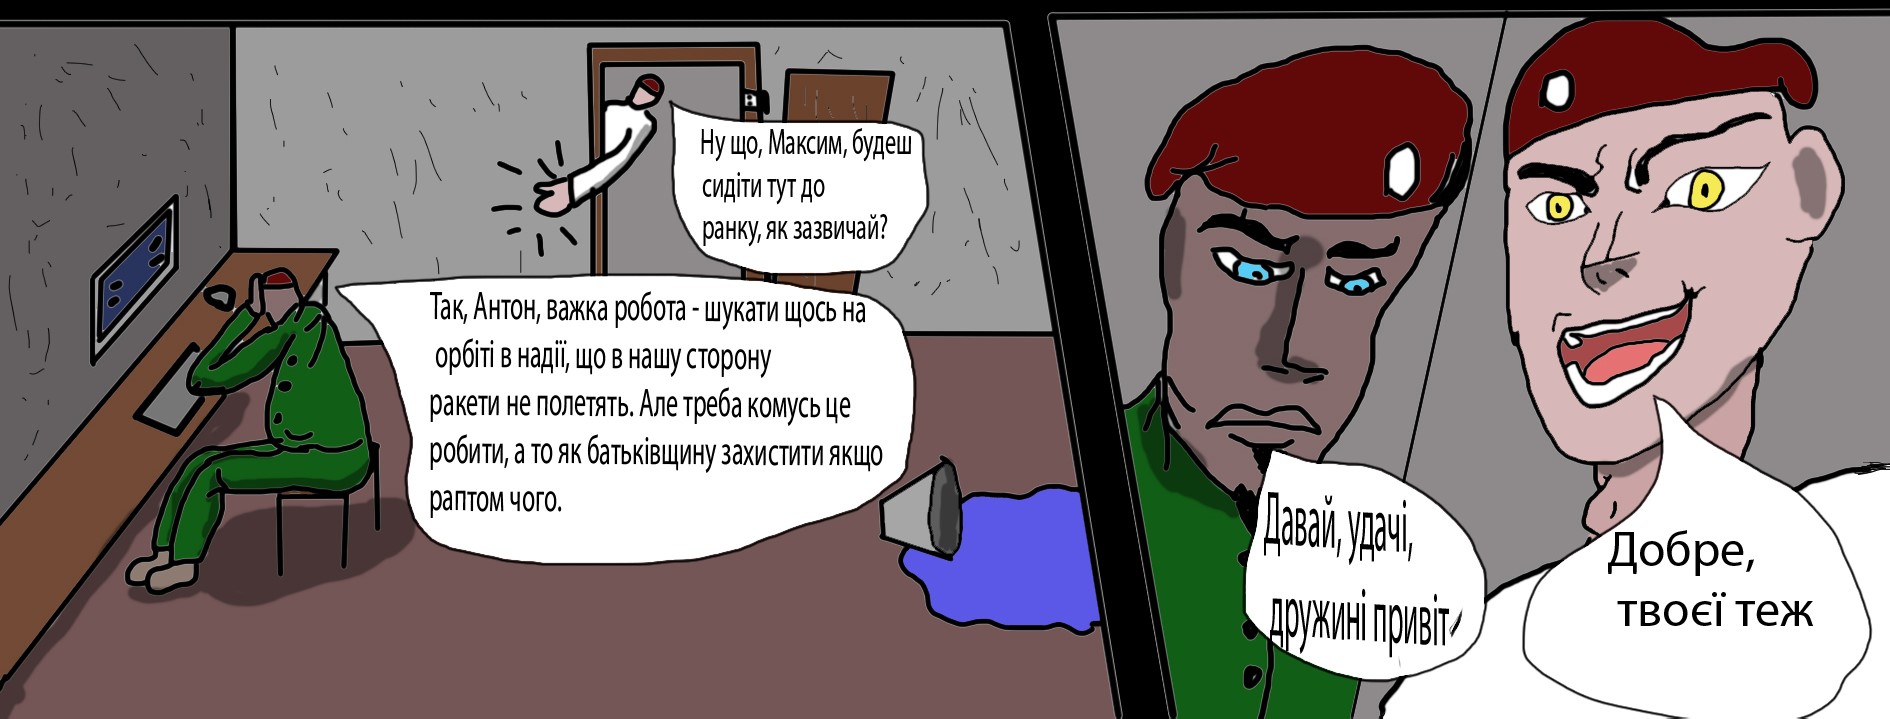 Ну що, Максим, будеш
сидіти тут до
ранку, як зазвичай?
Так, Антон, важка робота - шукати щось на
орбіті в надії, що в нашу сторону
ракети не полетять. Але треба комусь це
робити, а то як батьківщину захистити якщо
раптом чого.
Давай, удачі,
дружині привіт
Добре,
твоєї теж